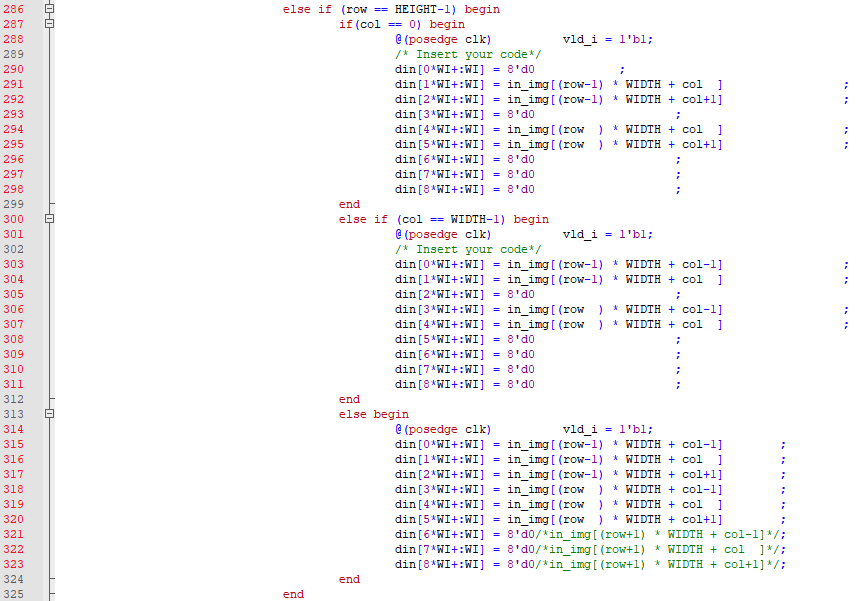 286 else if (row == HEIGHT-1) begin
287 if(col == 0) begin
288 @(posedge clk) vld_i = 1'b1;
289 /* Insert your code*/
290 din[0*WI+:WI] = 8'd0 ;
291 din[1*WI+:WI] = in_img[(row-1) * WIDTH + col ] ;
292 din[2*WI+:WI] = in_img[(row-1) * WIDTH + col+1] ;
293 din[3*WI+:WI] = 8'd0 ;
294 din[4*WI+:WI] = in_img[(row ) * WIDTH + col ] ;
295 din[5*WI+:WI] = in_img[(row ) * WIDTH + col+1] ;
296 din[6*WI+:WI] = 8'd0 ;
297 din[7*WI+:WI] = 8'd0 ;
298 din[8*WI+:WI] = 8'd0 ;
299 end
300 else if (col == WIDTH-1) begin
301 @(posedge clk) vld_i = 1'b1;
302 /* Insert your code*/
303 din[0*WI+:WI] = in_img[(row-1) * WIDTH + col-1] ;
304 din[1*WI+:WI] = in_img[(row-1) * WIDTH + col ] ;
305 din[2*WI+:WI] = 8'd0 ;
306 din[3*WI+:WI] = in_img[(row ) * WIDTH + col-1] ;
307 din[4*WI+:WI] = in_img[(row ) * WIDTH + col ] ;
308 din[5*WI+:WI] = 8'd0 ;
309 din[6*WI+:WI] = 8'd0 ;
310 din[7*WI+:WI] = 8'd0 ;
311 din[8*WI+:WI] = 8'd0 ;
312 end
313 else begin
314 @(posedge clk) vld_i = 1'b1;
315 din[0*WI+:WI] = in_img[(row-1) * WIDTH + col-1] ;
316 din[1*WI+:WI] = in_img[(row-1) * WIDTH + col ] ;
317 din[2*WI+:WI] = in_img[(row-1) * WIDTH + col+1] ;
318 din[3*WI+:WI] = in_img[(row ) * WIDTH + col-1] ;
319 din[4*WI+:WI] = in_img[(row ) * WIDTH + col ] ;
320 din[5*WI+:WI] = in_img[(row ) * WIDTH + col+1] ;
321 din[6*WI+:WI] = 8'd0/*in_img[(row+1) * WIDTH + col-1]*/;
322 din[7*WI+:WI] = 8'd0/*in_img[(row+1) * WIDTH + col ]*/;
323 din[8*WI+:WI] = 8'd0/*in_img[(row+1) * WIDTH + col+1]*/;
324 end
325 end